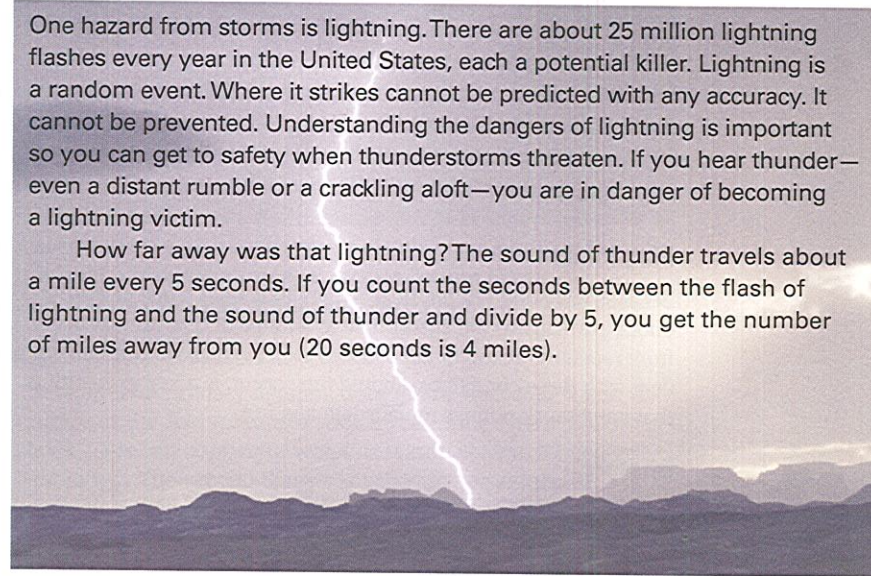 One hazard from storms is lightning. There are about 25 million lightning
flashes every year in the United States, each a potential killer. Lightning is
a random event. Where it strikes cannot be predicted with any accuracy. It
cannot be prevented. Understanding the dangers of lightning is important
so you can get to safety when thunderstorms threaten. If you hear thunder—
even a distant rumble or a crackling aloft—you are in danger of becoming
a lightning victim.
How far away was that lightning? The sound of thunder travels about
a mile every 5 seconds. If you count the seconds between the flash of
lightning and the sound of thunder and divide by 5, you get the number
of miles away from you (20 seconds is 4 miles).